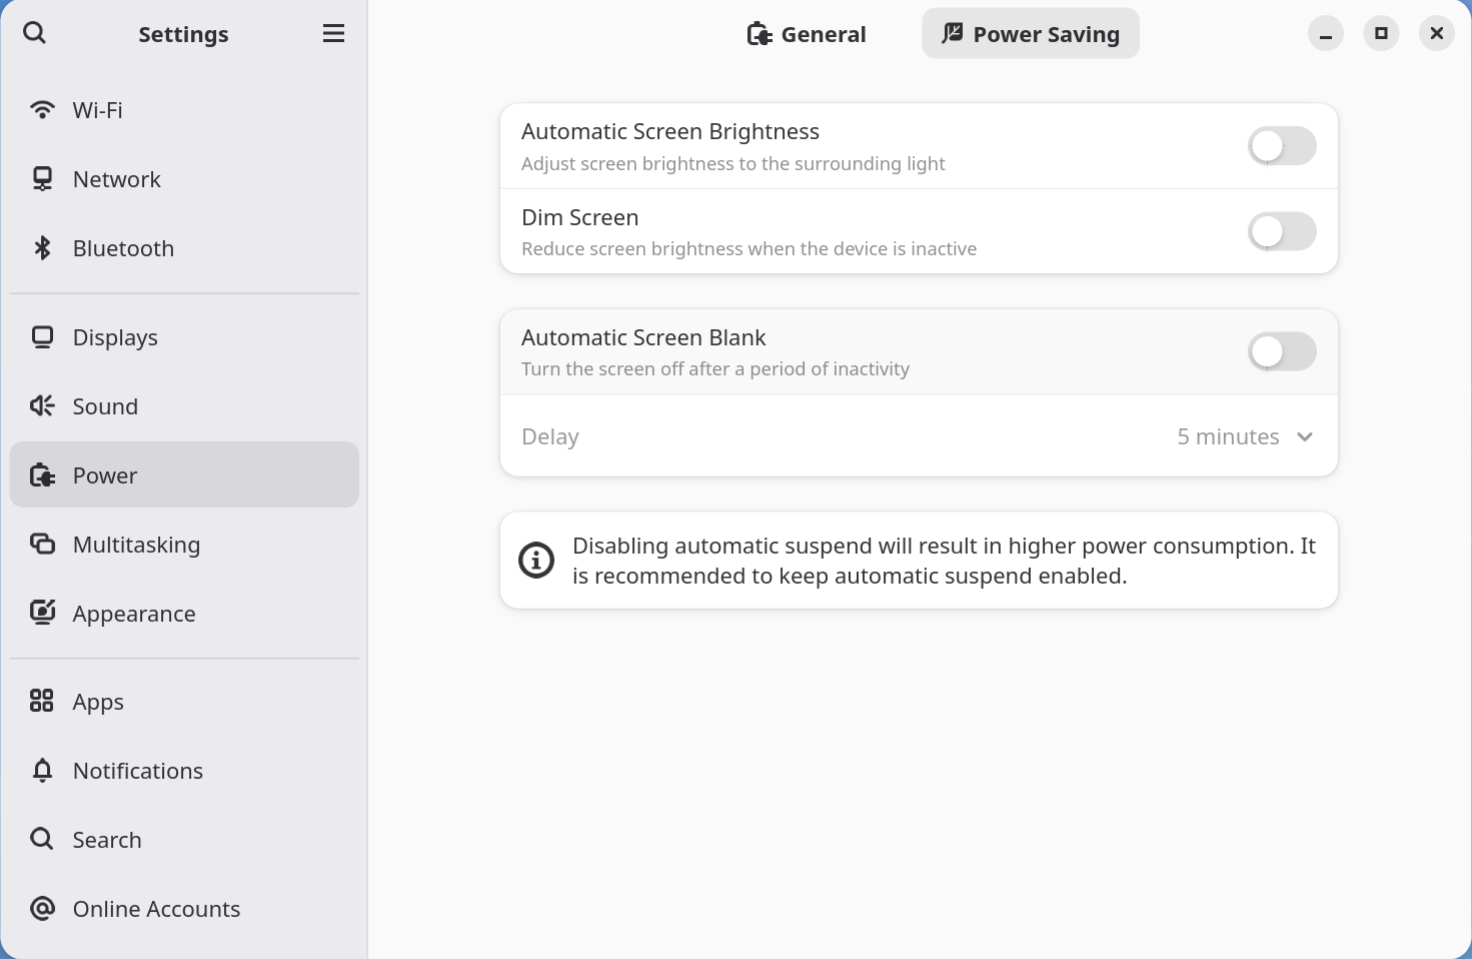 Settings
General
Power Saving
Wi-Fi
Network
Bluetooth
Displays
Sound
Power
Multitasking
Appearance
Apps
Notifications
Search
Online Accounts
Automatic Screen Brightness
Adjust screen brightness to the surrounding light
Dim Screen
Reduce screen brightness when the device is inactive
Automatic Screen Blank
Turn the screen off after a period of inactivity
Delay
5 minutes
Disabling automatic suspend will result in higher power consumption. It
is recommended to keep automatic suspend enabled.